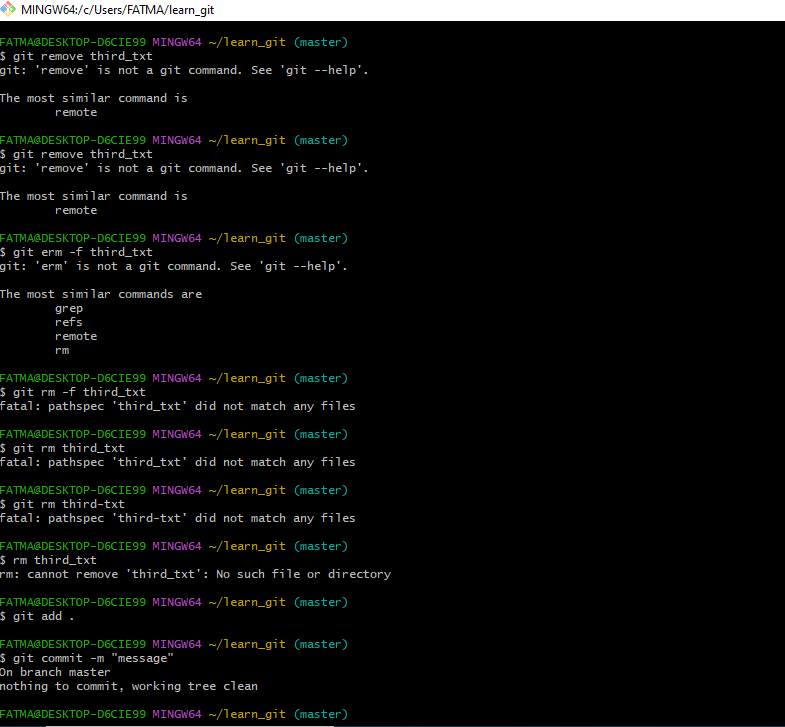 MINGW64:/c/Users/FATMA/learn_git
FATMA@DESKTOP-D6CIE99 MINGW64 ~/learn_git (master)
$ git remove third_txt
git: 'remove' is not a git command. See 'git --help'.
The most similar command is
remote
FATMA@DESKTOP-D6CIE99 MINGW64 ~/learn_git (master)
$ git remove third_txt
git: 'remove' is not a git command. See 'git --help'.
The most similar command is
remote
FATMA@DESKTOP-D6CIE99 MINGW64 ~/learn_git (master)
$ git erm -f third_txt
git: 'erm' is not a git command. See 'git --help'.
The most similar commands are
grep
refs
remote
rm
FATMA@DESKTOP-D6CIE99 MINGW64 ~/learn_git (master)
$ git rm -f third_txt
fatal: pathspec 'third_txt' did not match any files
FATMA@DESKTOP-D6CIE99 MINGW64 ~/learn_git (master)
$ git rm third_txt
fatal: pathspec 'third_txt' did not match any files
FATMA@DESKTOP-D6CIE99 MINGW64 ~/learn_git (master)
$ git rm third-txt
fatal: pathspec 'third-txt' did not match any files
FATMA@DESKTOP-D6CIE99 MINGW64 ~/learn_git (master)
$ rm third_txt
rm: cannot remove 'third_txt': No such file or directory
FATMA@DESKTOP-D6CIE99 MINGW64 ~/learn_git (master)
$ git add .
FATMA@DESKTOP-D6CIE99 MINGW64 ~/learn_git (master)
$ git commit -m "message"
On branch master
nothing to commit, working tree clean
FATMA@DESKTOP-D6CIE99 MINGW64 ~/learn_git (master)